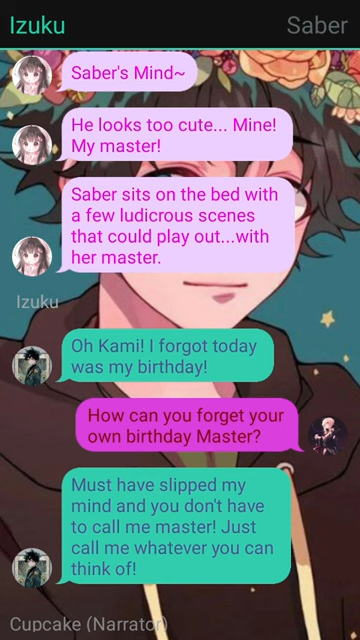 Izuku Saber
Saber's Mind~
He looks too cute... Mine!
My master!
Saber sits on the bed with
a few ludicrous scenes
that could play out...with
her master.
Izuku
Oh Kami! I forgot today
was my birthday!
How can you forget your
own birthday Master?
Must have slipped my
mind and you don't have
to call me master! Just
call me whatever you can
think of!
Cupcake (Narrator)